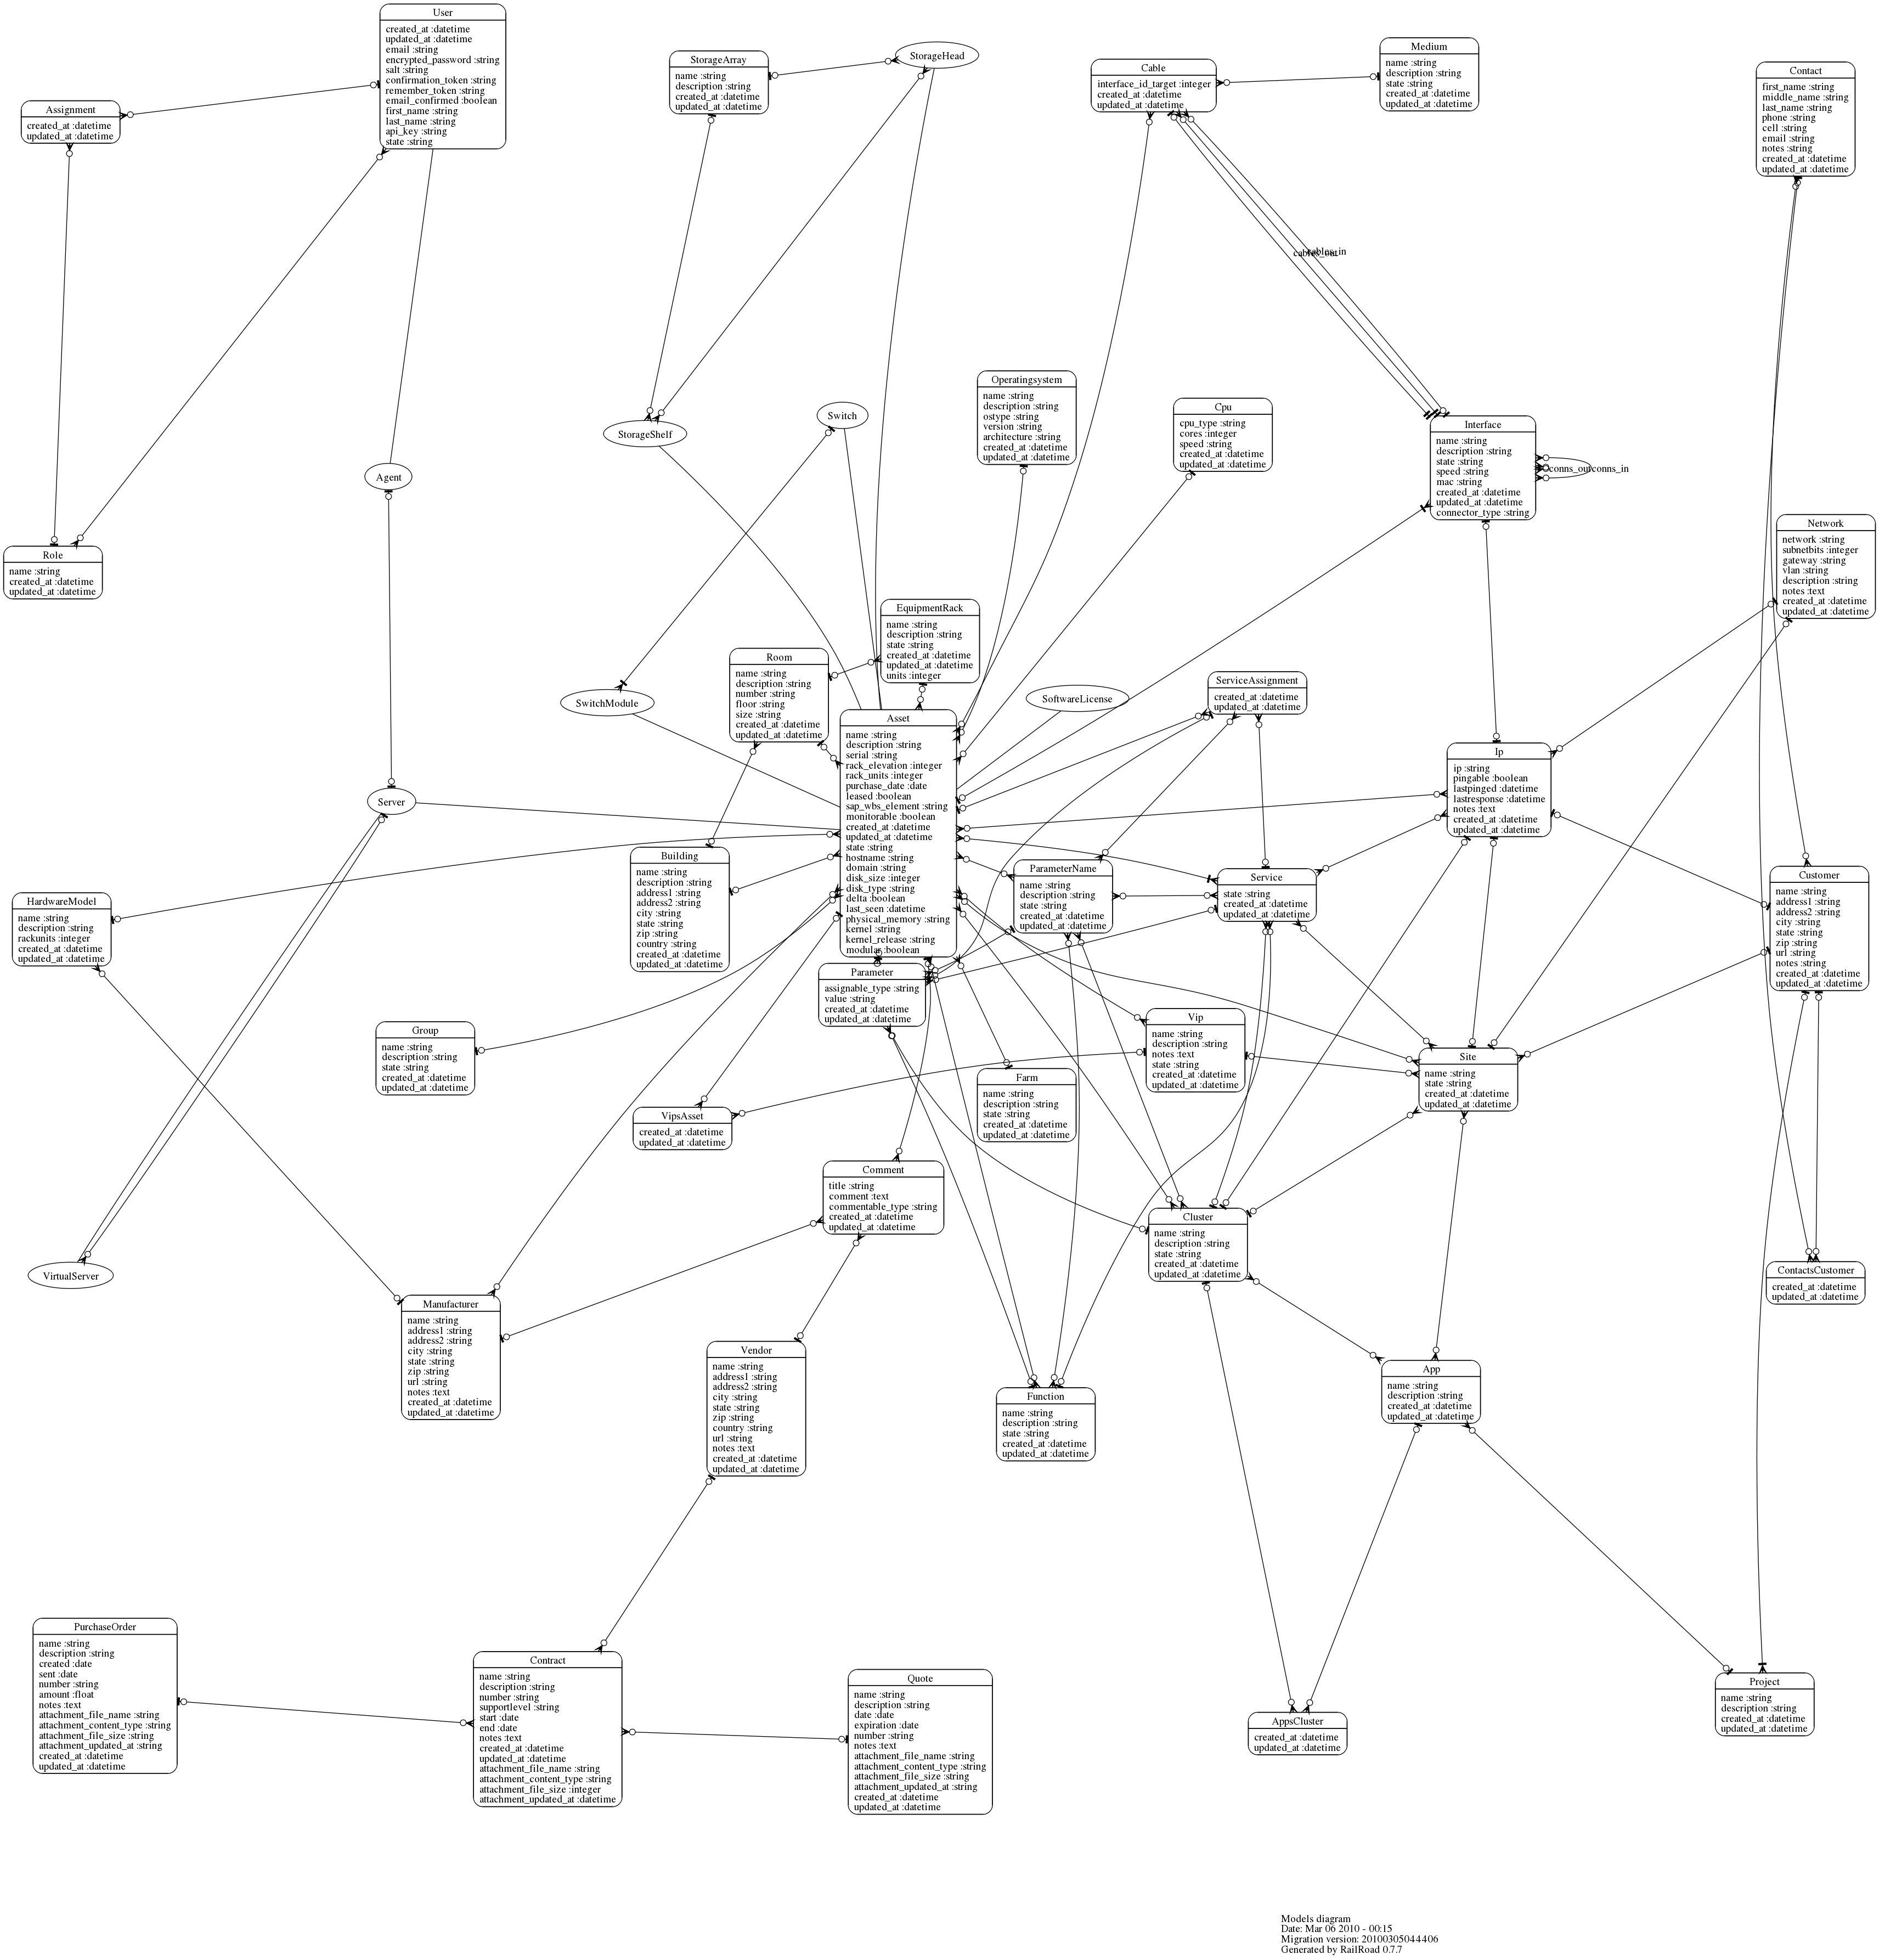 User
created_at :datetime
updated_at :datetime
email :string
encrypted_password :string
salt :string
confirmation_token :string
remember_token :string
email_confirmed :boolean
first_name :string
last_name :string
api_key :string
state :string
Assignment
created_at :datetime
updated_at :datetime
StorageArray
name :string
description :string
created_at :datetime
updated_at :datetime
StorageHead
Cable
interface_id_target :integer
created_at :datetime
updated_at :datetime
Medium
name :string
description :string
state :string
created_at :datetime
updated_at :datetime
Contact
first_name :string
middle_name :string
last_name :string
phone :string
cell :string
email :string
notes :string
created_at :datetime
updated_at :datetime
cables_in
cables_out
Operatingsystem
name :string
description :string
ostype :string
version :string
architecture :string
created_at :datetime
updated_at :datetime
Cpu
cpu_type :string
cores :integer
speed :string
created_at :datetime
updated_at :datetime
Switch
StorageShelf
Interface
name :string
description :string
state :string
speed :string
mac :string
created_at :datetime
updated_at :datetime
connector_type :string
conns_out
conns_in
Agent
Network
network :string
subnetbits :integer
gateway :string
vlan :string
description :string
notes :text
created_at :datetime
updated_at :datetime
Role
name :string
created_at :datetime
updated_at :datetime
EquipmentRack
name :string
description :string
state :string
created_at :datetime
updated_at :datetime
units :integer
Room
name :string
description :string
number :string
floor :string
size :string
created_at :datetime
updated_at :datetime
SwitchModule
SoftwareLicense
ServiceAssignment
created_at :datetime
updated_at :datetime
Asset
name :string
description :string
serial :string
rack_elevation :integer
rack_units :integer
purchase_date :date
leased :boolean
sap_wbs_element :string
monitorable :boolean
created_at :datetime
updated_at :datetime
state :string
hostname :string
domain :string
disk_size :integer
disk_type :string
delta :boolean
last_seen :datetime
physical_memory :string
kernel :string
kernel_release :string
modular :boolean
Ip
ip :string
pingable :boolean
lastpinged :datetime
lastresponse :datetime
notes :text
created_at :datetime
updated_at :datetime
Server
Building
name :string
description :string
address1 :string
address2 :string
city :string
state :string
zip :string
country :string
created_at :datetime
updated_at :datetime
ParameterName
name :string
description :string
state :string
created_at :datetime
updated_at :datetime
Service
state :string
created_at :datetime
updated_at :datetime
Customer
name :string
address1 :string
address2 :string
city :string
state :string
zip :string
url :string
notes :string
created_at :datetime
updated_at :datetime
HardwareModel
name :string
description :string
rackunits :integer
created_at :datetime
updated_at :datetime
Parameter
assignable_type :string
value :string
created_at :datetime
updated_at :datetime
Group
name :string
description :string
state :string
created_at :datetime
updated_at :datetime
Vip
name :string
description :string
notes :text
state :string
created_at :datetime
updated_at :datetime
Site
name :string
state :string
created_at :datetime
updated_at :datetime
Farm
name :string
description :string
state :string
created_at :datetime
updated_at :datetime
VipsAsset
created_at :datetime
updated_at :datetime
Comment
title :string
comment :text
commentable_type :string
created_at :datetime
updated_at :datetime
Cluster
name :string
description :string
state :string
created_at :datetime
updated_at :datetime
VirtualServer
ContactsCustomer
created_at :datetime
updated_at :datetime
Manufacturer
name :string
address1 :string
address2 :string
city :string
state :string
zip :string
url :string
notes :text
created_at :datetime
updated_at :datetime
Vendor
name :string
address1 :string
address2 :string
city :string
state :string
zip :string
country :string
url :string
notes :text
created_at :datetime
updated_at :datetime
Function
name :string
description :string
state :string
created_at :datetime
updated_at :datetime
App
name :string
description :string
created_at :datetime
updated_at :datetime
PurchaseOrder
name :string
description :string
created :date
sent :date
number :string
amount :float
notes :text
attachment_file_name :string
attachment_content_type :string
attachment_file_size :string
attachment_updated_at :string
created_at :datetime
updated_at :datetime
Contract
name :string
description :string
number :string
supportlevel :string
start :date
end :date
notes :text
created_at :datetime
updated_at :datetime
attachment_file_name :string
attachment_content_type :string
attachment_file_size :integer
attachment_updated_at :datetime
Quote
name :string
description :string
date :date
expiration :date
number :string
notes :text
attachment_file_name :string
attachment_content_type :string
attachment_file_size :string
attachment_updated_at :string
created_at :datetime
updated_at :datetime
AppsCluster
created_at :datetime
updated_at :datetime
Project
name :string
description :string
created_at :datetime
updated_at :datetime
Models diagram
Date: Mar 06 2010 - 00:15
Migration version: 20100305044406
Generated by RailRoad 0.7.7